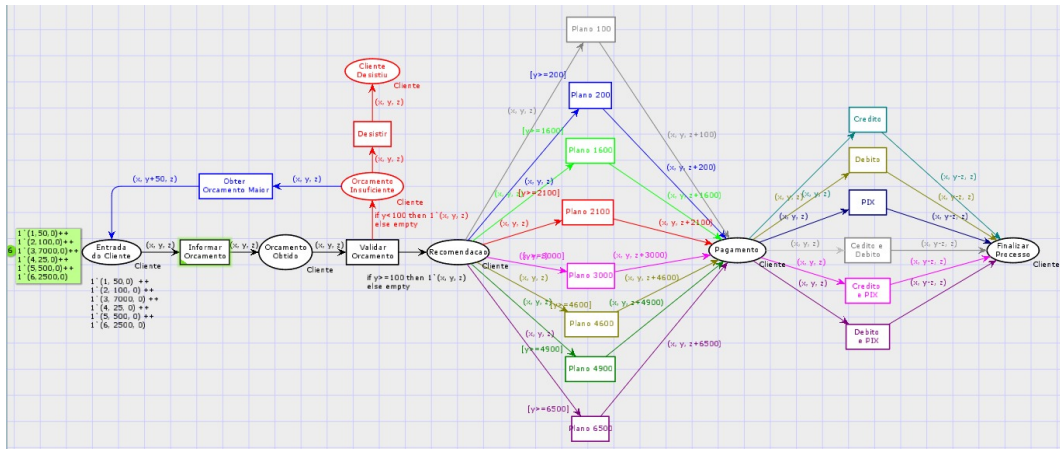 Plano 100
Cliente
Desistiu
Cliente
[y>=200]
(x, y, z)
Plano 200
(x, y, z)
Desistir
[y>=1600]
(x, y, z+100)
Credito
Plano 1600
(x, y, z)
(x, y, z+200)
Debito
(x, y+50, z)
Obter
Orcamento Maior
(x, y, z)
Orcamento
Insuficiente
Cliente
(x, y, z)
[y>=2100]
(x, y, z+1600)
(x, y, z)
(x, y-z, z)
if y<100 then 1`(x, y, z)
else empty
Plano 2100
(x, y, z+2100)
(x, y, z)
PIX
(x, y-z, z)
6
1`(1,50,0)++
1`(2,100,0)++
1`(3,7000,0)++
1`(4,25,0)++
1`(5,500,0)++
1`(6,2500,0)
Entrada
do Cliente
Cliente
(x, y, z)
Informar
Orcamento
(x, y, z)
Orcamento
Obtido
Cliente
(x, y, z)
Validar
Orcamento
Recomendacao
Cliente
(x, y, z+3000)
Pagamento
Cliente
(x, y, z)
Cedito e
Debito
(x, y-z, z)
Finalizar
Processo
Cliente
if y>=100 then 1`(x, y, z)
else empty
Plano 3000
(x, y, z+4600)
1`(1, 50,0) ++
1`(2, 100, 0) ++
1`(3, 7000, 0) ++
1`(4, 25, 0) ++
1`(5, 500, 0) ++
1`(6, 2500, 0)
(x, y, z)
[y>=4600]
(x, y, z+4900)
(x, y, z)
Credito
e PIX
(x, y-z, z)
Plano 4600
(x, y, z)
[y>=4900]
(x, y, z+6500)
Debito
e PIX
Plano 4900
[y>=6500]
Plano 6500